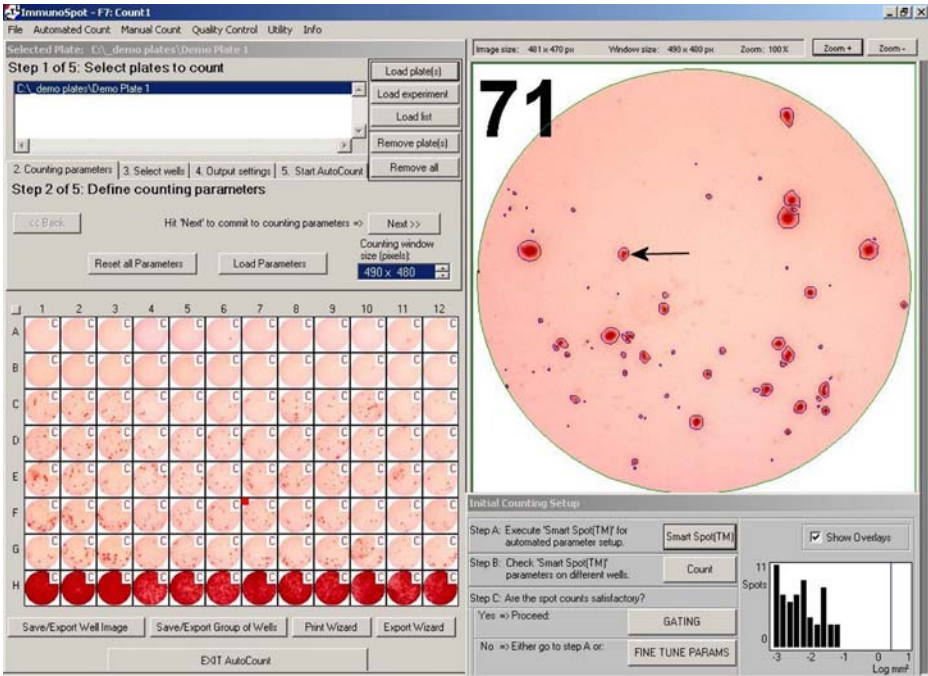 ImmunoSpot - F7: Count1
File Automated Count Manual Count Quality Control Utility Info
Selected Plate: C:\_demo plates\Demo Plate 1
Step 1 of 5: Select plates to count
C:\_demo plates\Demo Plate 1
Load plate(s)
Load experiment
Load list
Remove plate(s)
Remove all
2. Counting parameters 3. Select wells 4. Output settings 5. Start AutoCount
Step 2 of 5: Define counting parameters
<< Back
Hit 'Next' to commit to counting parameters =>
Next >>
Counting window
size (pixels):
490 x 480
Reset all Parameters
Load Parameters
1 2 3 4 5 6 7 8 9 10 11 12
A C C C C C C C C C C C C
B C C C C C C C C C C C C
C C C C C C C C C C C C C
D C C C C C C C C C C C C
E C C C C C C C C C C C C
F C C C C C C C C C C C C
G C C C C C C C C C C C C
H C C C C C C C C C C C C
Save/Export Well Image
Save/Export Group of Wells
Print Wizard
Export Wizard
EXIT AutoCount
Image size: 481 x 470 px Window size: 490 x 480 px Zoom: 100% Zoom + Zoom -
71
Initial Counting Setup
Step A: Execute 'Smart Spot(TM)' for
automated parameter setup.
Smart Spot(TM)
Step B: Check 'Smart Spot(TM)'
parameters on different wells.
Count
Step C: Are the spot counts satisfactory?
Yes => Proceed:
GATING
No => Either go to step A or:
FINE TUNE PARAMS
Show Overlays
11
Spots
0
-3 -2 -1 0 1
Log mm²